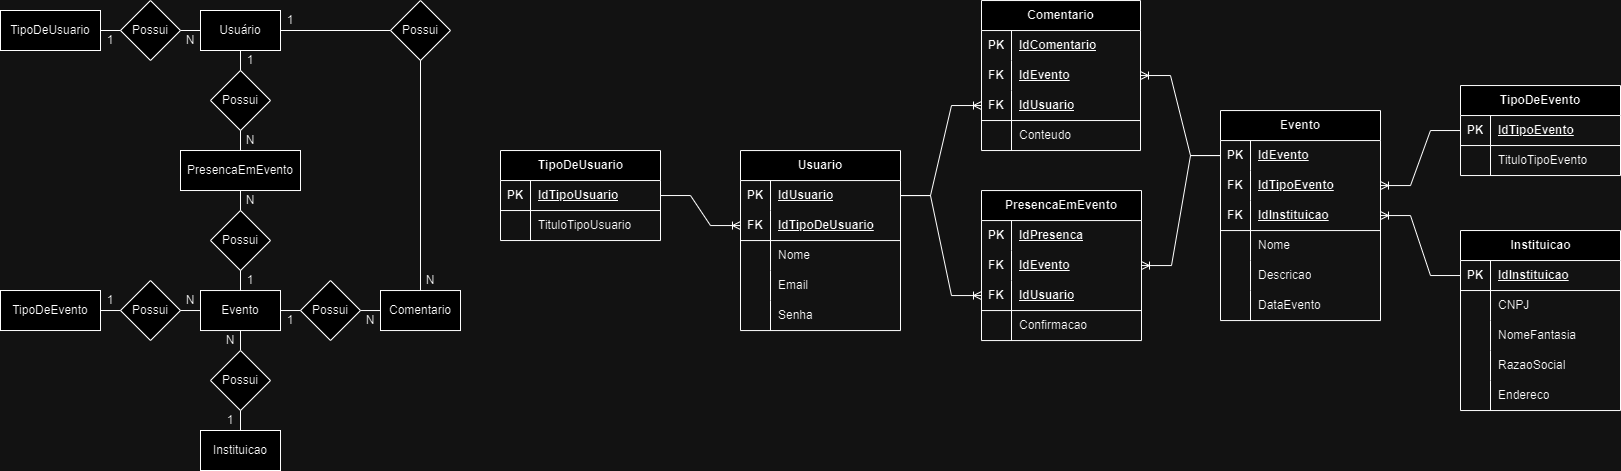 TipoDeUsuario
1
Possui
N
Usuário
1
Possui
1
Possui
N
PresencaEmEvento
N
Possui
1
N
TipoDeEvento
1
Possui
N
Evento
1
Possui
N
Comentario
N
Possui
1
Instituicao
TipoDeUsuario
PK IdTipoUsuario
TituloTipoUsuario
Usuario
PK IdUsuario
FK IdTipoDeUsuario
Nome
Email
Senha
Comentario
PK IdComentario
FK IdEvento
FK IdUsuario
Conteudo
PresencaEmEvento
PK IdPresenca
FK IdEvento
FK IdUsuario
Confirmacao
Evento
PK IdEvento
FK IdTipoEvento
FK IdInstituicao
Nome
Descricao
DataEvento
TipoDeEvento
PK IdTipoEvento
TituloTipoEvento
Instituicao
PK IdInstituicao
CNPJ
NomeFantasia
RazaoSocial
Endereco